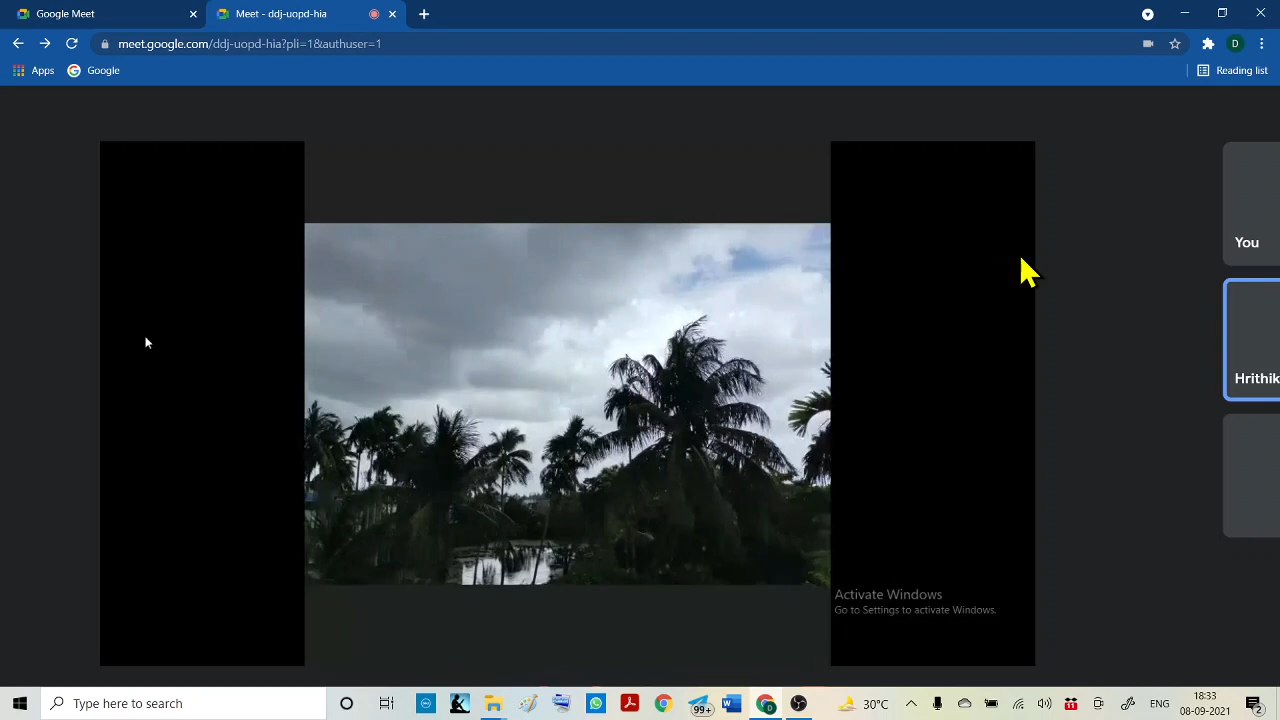 Google Meet
Meet - ddj-uopd-hia
meet.google.com/ddj-uopd-hia?pli=1&authuser=1
D
Apps
Google
Reading list
You
Hrithik
Activate Windows
Go to Settings to activate Windows.
Type here to search
99+
W
30°C
11
ENG
18:33
08-09-2021
2